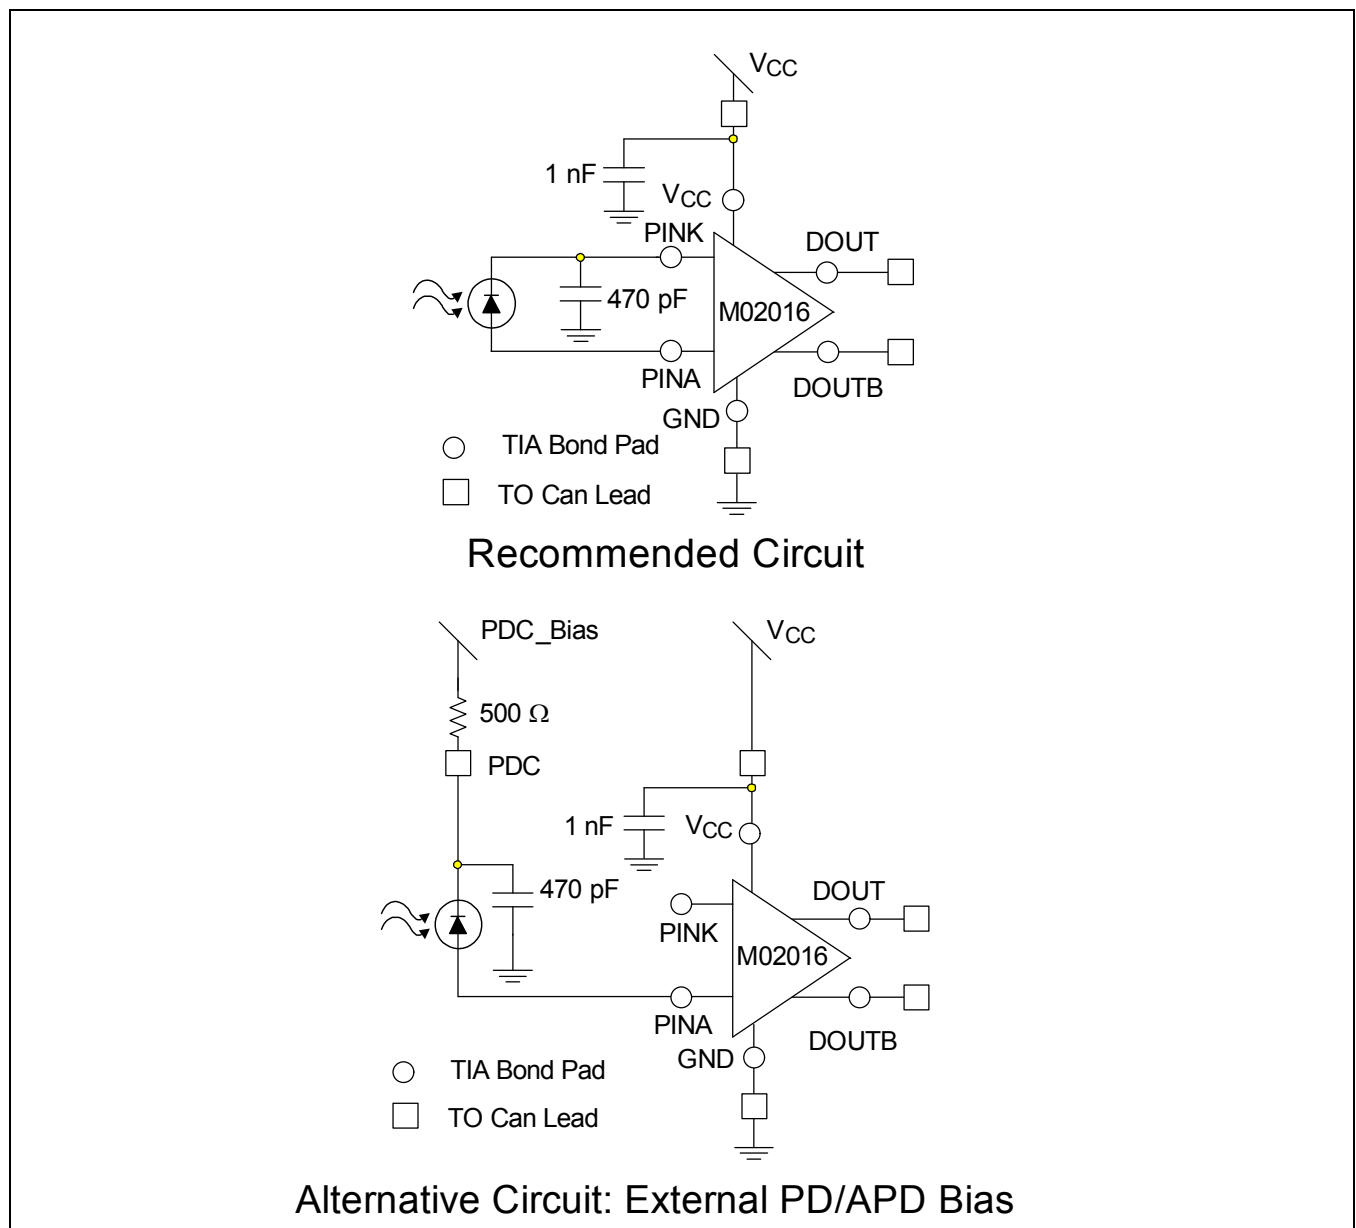 VCC
1 nF
VCC
PINK
DOUT
470 pF
M02016
PINA
DOUTB
GND
TIA Bond Pad
TO Can Lead
Recommended Circuit
PDC_Bias
VCC
500 Ω
PDC
1 nF
VCC
470 pF
DOUT
PINK
M02016
PINA
DOUTB
GND
TIA Bond Pad
TO Can Lead
Alternative Circuit: External PD/APD Bias